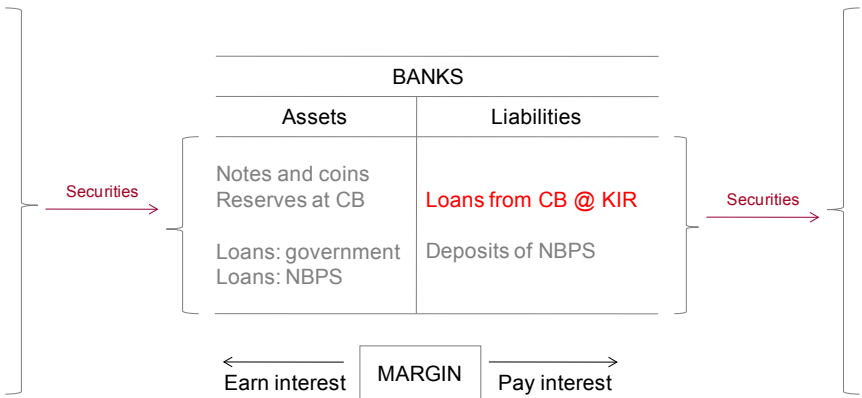 BANKS
Assets Liabilities
Notes and coins
Securities Reserves at CB Loans from CB @ KIR Securities
Loans: government Deposits of NBPS
Loans: NBPS
Earn interest MARGIN Pay interest